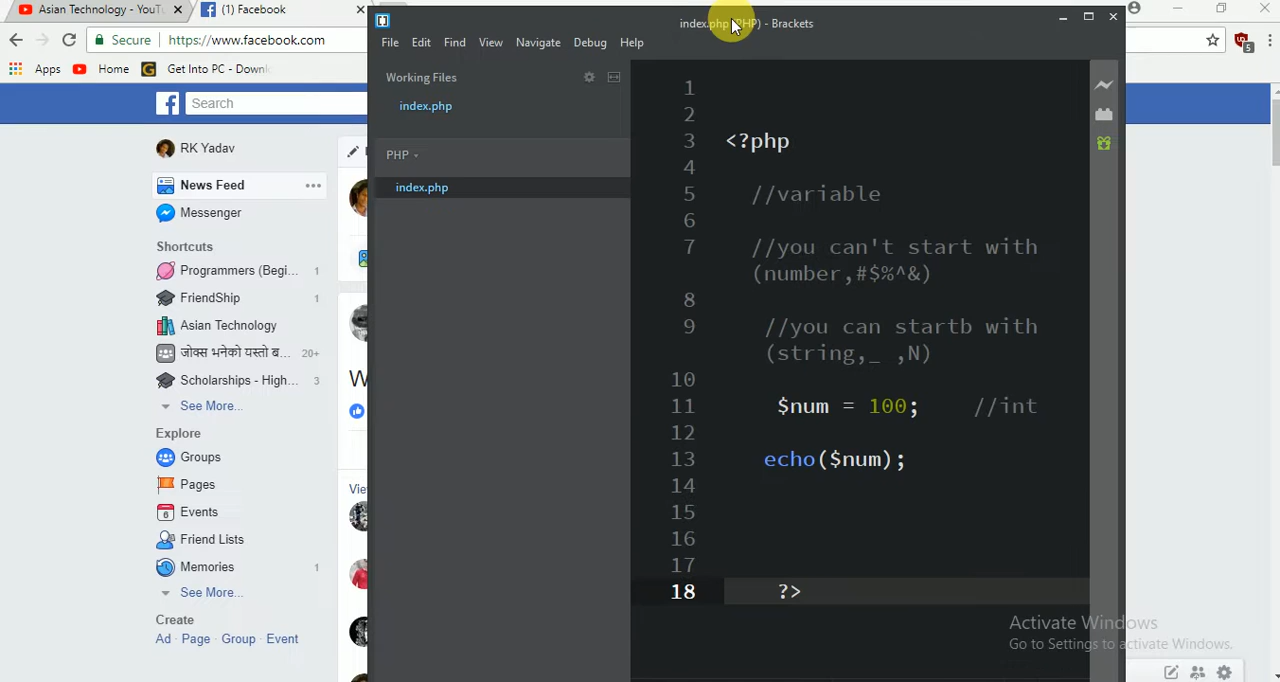 Asian Technology - YouTu
(1) Facebook
index.php (PHP) - Brackets
Secure
https://www.facebook.com
File Edit Find View Navigate Debug Help
5
Apps Home Get Into PC - Downl
Working Files
index.php
PHP
index.php
Search
RK Yadav
News Feed
Messenger
Shortcuts
Programmers (Begi... 1
FriendShip 1
Asian Technology
जोक्स भनेको यस्तो ब... 20+
Scholarships - High... 3
See More...
Explore
Groups
Pages
Events
Friend Lists
Memories 1
See More...
Create
Ad · Page · Group · Event
W
Vie
1
2
3 <?php
4
5 //variable
6
7 //you can't start with
(number,#$%^&)
8
9 //you can startb with
(string,_ ,N)
10
11 $num = 100; //int
12
13 echo($num);
14
15
16
17
18 ?>
Activate Windows
Go to Settings to activate Windows.